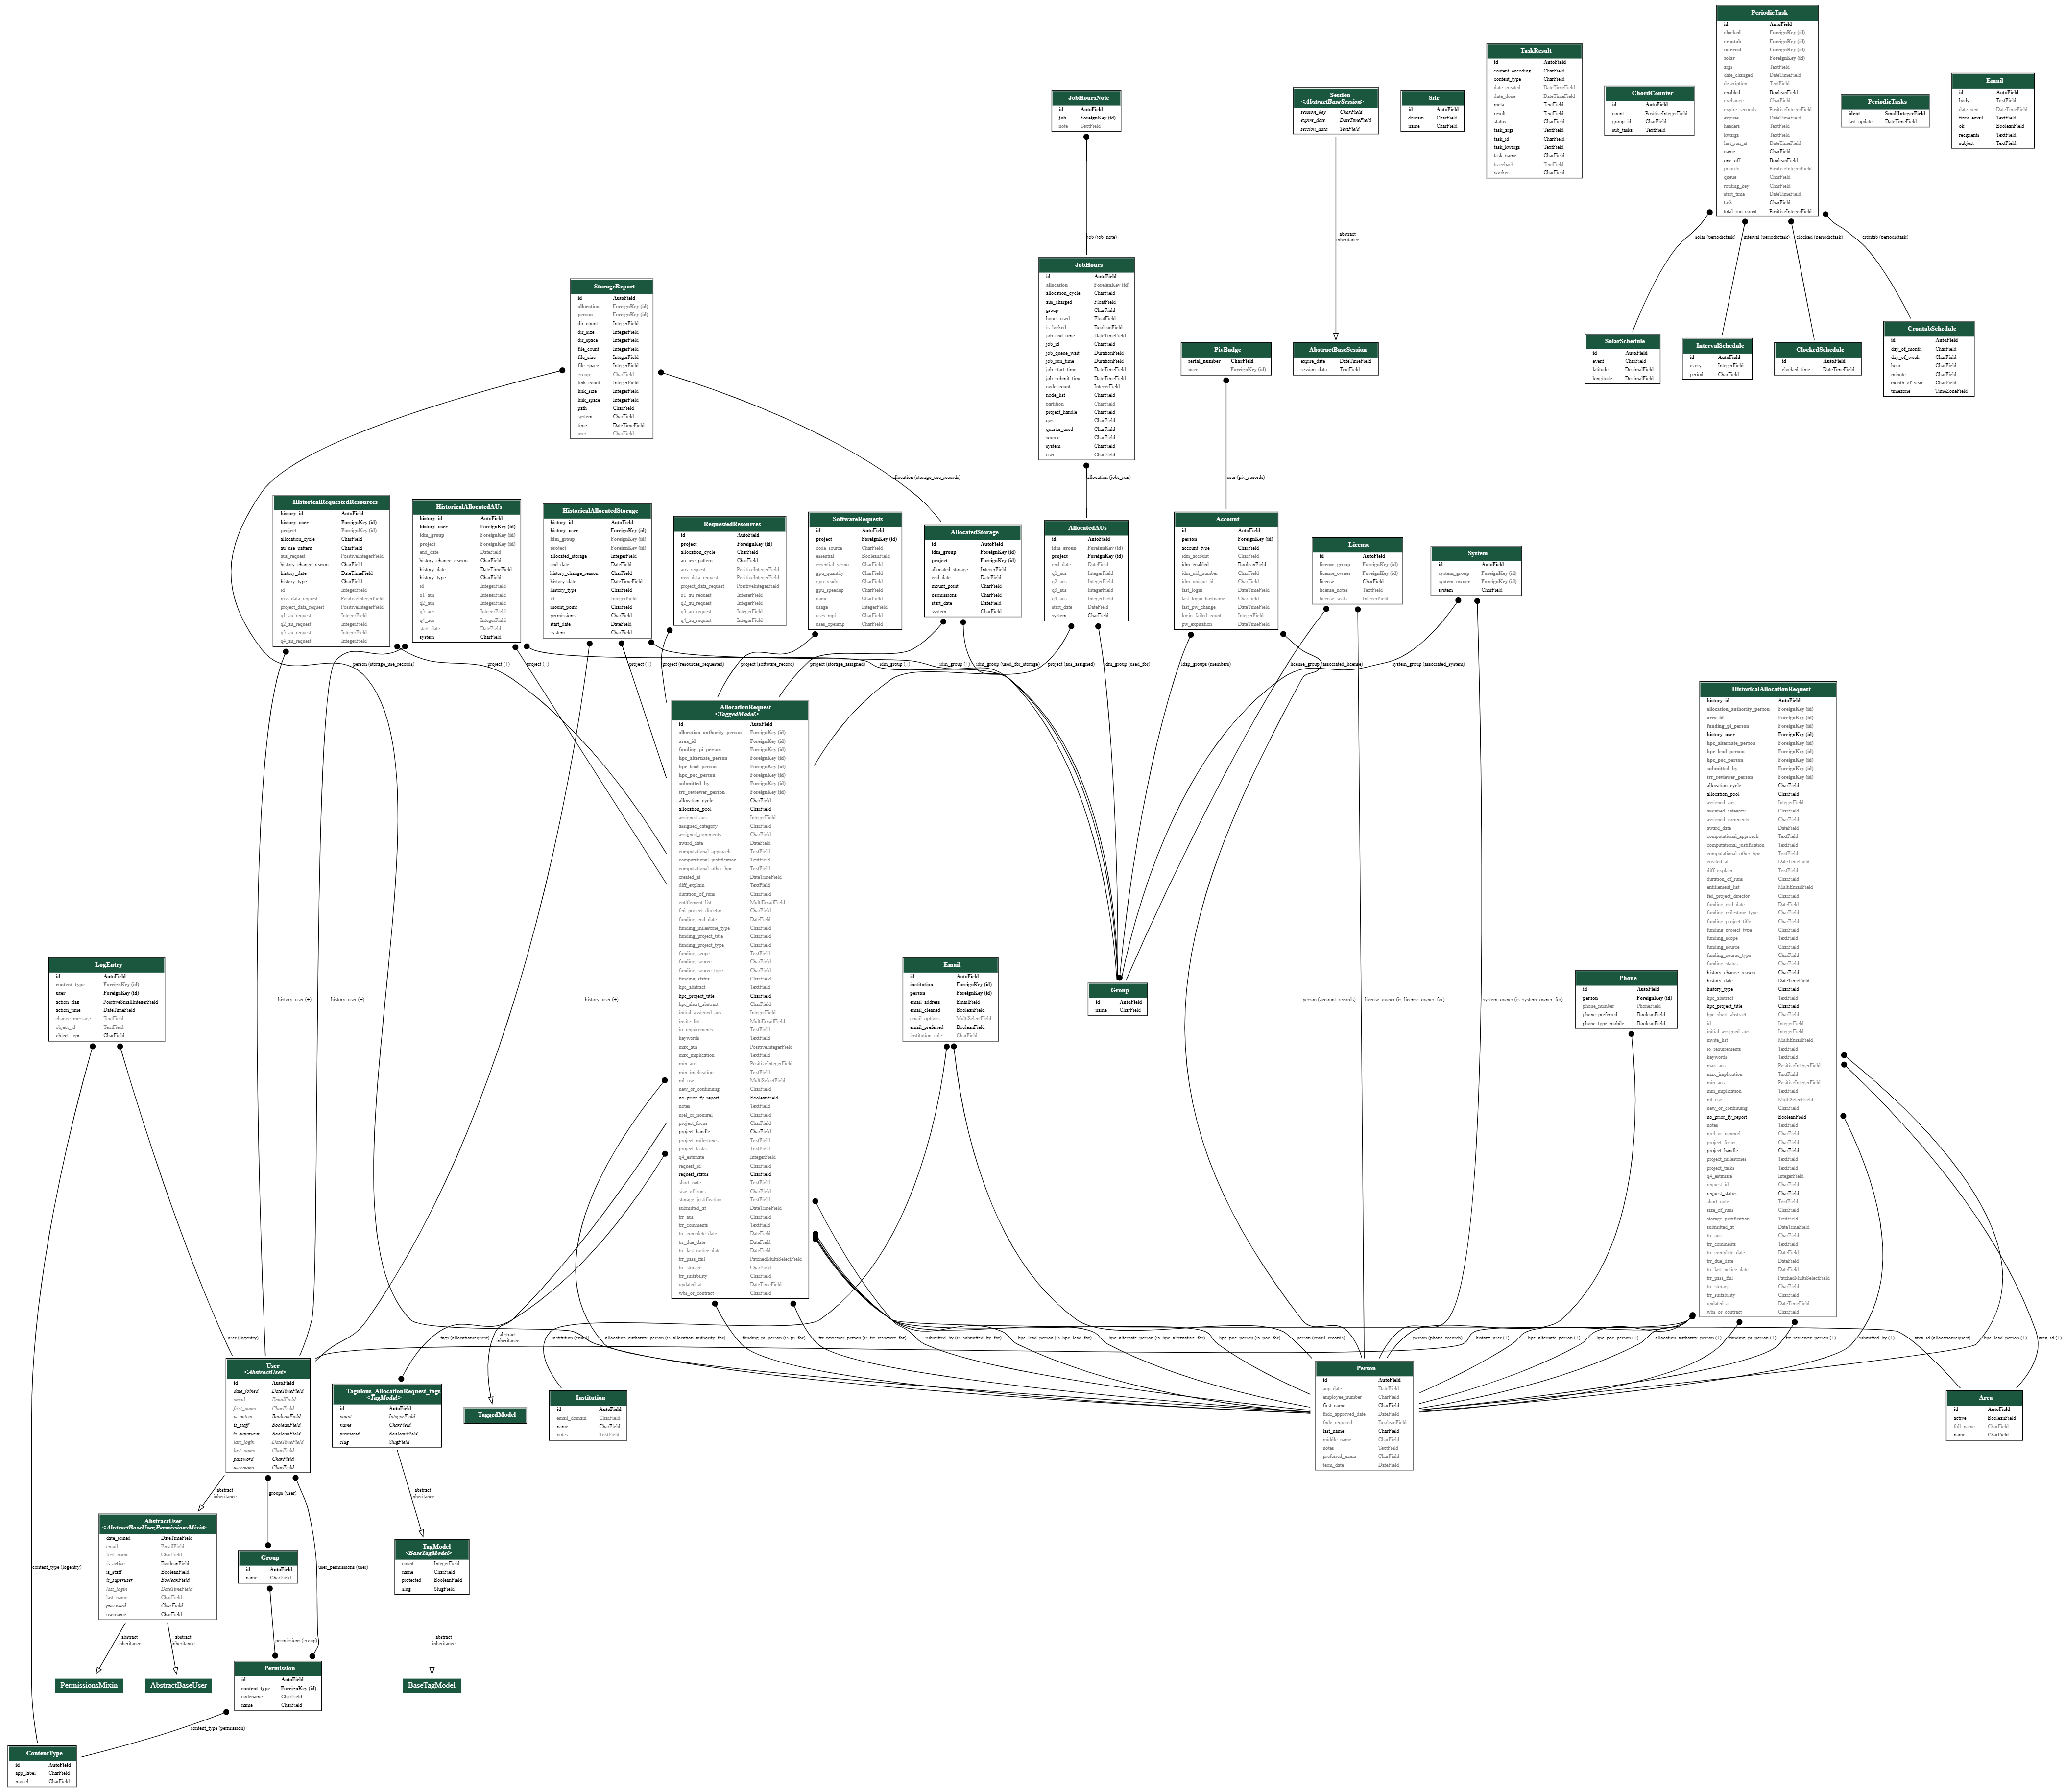 PeriodicTask
id AutoField
clocked ForeignKey (id)
crontab ForeignKey (id)
interval ForeignKey (id)
solar ForeignKey (id)
args TextField
date_changed DateTimeField
description TextField
enabled BooleanField
exchange CharField
expire_seconds PositiveIntegerField
expires DateTimeField
headers TextField
kwargs TextField
last_run_at DateTimeField
name CharField
one_off BooleanField
priority PositiveIntegerField
queue CharField
routing_key CharField
start_time DateTimeField
task CharField
total_run_count PositiveIntegerField
TaskResult
id AutoField
content_encoding CharField
content_type CharField
date_created DateTimeField
date_done DateTimeField
meta TextField
result TextField
status CharField
task_args TextField
task_id CharField
task_kwargs TextField
task_name CharField
traceback TextField
worker CharField
ChordCounter
id AutoField
count PositiveIntegerField
group_id CharField
sub_tasks TextField
PeriodicTasks
ident SmallIntegerField
last_update DateTimeField
Email
id AutoField
body TextField
date_sent DateTimeField
from_email TextField
ok BooleanField
recipients TextField
subject TextField
JobHoursNote
id AutoField
job ForeignKey (id)
note TextField
Session
<AbstractBaseSession>
session_key CharField
expire_date DateTimeField
session_data TextField
Site
id AutoField
domain CharField
name CharField
job (job_note)
abstract
inheritance
solar (periodictask)
interval (periodictask)
clocked (periodictask)
crontab (periodictask)
StorageReport
id AutoField
allocation ForeignKey (id)
person ForeignKey (id)
dir_count IntegerField
dir_size IntegerField
dir_space IntegerField
file_count IntegerField
file_size IntegerField
file_space IntegerField
group CharField
link_count IntegerField
link_size IntegerField
link_space IntegerField
path CharField
system CharField
time DateTimeField
user CharField
JobHours
id AutoField
allocation ForeignKey (id)
allocation_cycle CharField
aus_charged FloatField
group CharField
hours_used FloatField
is_locked BooleanField
job_end_time DateTimeField
job_id CharField
job_queue_wait DurationField
job_run_time DurationField
job_start_time DateTimeField
job_submit_time DateTimeField
node_count IntegerField
node_list CharField
partition CharField
project_handle CharField
qos CharField
quarter_used CharField
source CharField
system CharField
user CharField
PivBadge
serial_number CharField
user ForeignKey (id)
AbstractBaseSession
expire_date DateTimeField
session_data TextField
SolarSchedule
id AutoField
event CharField
latitude DecimalField
longitude DecimalField
IntervalSchedule
id AutoField
every IntegerField
period CharField
ClockedSchedule
id AutoField
clocked_time DateTimeField
CrontabSchedule
id AutoField
day_of_month CharField
day_of_week CharField
hour CharField
minute CharField
month_of_year CharField
timezone TimeZoneField
allocation (storage_use_records)
allocation (jobs_run)
user (piv_records)
HistoricalRequestedResources
history_id AutoField
history_user ForeignKey (id)
project ForeignKey (id)
allocation_cycle CharField
au_use_pattern CharField
aus_request PositiveIntegerField
history_change_reason CharField
history_date DateTimeField
history_type CharField
id IntegerField
mss_data_request PositiveIntegerField
project_data_request PositiveIntegerField
q1_au_request IntegerField
q2_au_request IntegerField
q3_au_request IntegerField
q4_au_request IntegerField
HistoricalAllocatedAUs
history_id AutoField
history_user ForeignKey (id)
idm_group ForeignKey (id)
project ForeignKey (id)
end_date DateField
history_change_reason CharField
history_date DateTimeField
history_type CharField
id IntegerField
q1_aus IntegerField
q2_aus IntegerField
q3_aus IntegerField
q4_aus IntegerField
start_date DateField
system CharField
HistoricalAllocatedStorage
history_id AutoField
history_user ForeignKey (id)
idm_group ForeignKey (id)
project ForeignKey (id)
allocated_storage IntegerField
end_date DateField
history_change_reason CharField
history_date DateTimeField
history_type CharField
id IntegerField
mount_point CharField
permissions CharField
start_date DateField
system CharField
RequestedResources
id AutoField
project ForeignKey (id)
allocation_cycle CharField
au_use_pattern CharField
aus_request PositiveIntegerField
mss_data_request PositiveIntegerField
project_data_request PositiveIntegerField
q1_au_request IntegerField
q2_au_request IntegerField
q3_au_request IntegerField
q4_au_request IntegerField
SoftwareRequests
id AutoField
project ForeignKey (id)
code_source CharField
essential BooleanField
essential_reuse CharField
gpu_quantity CharField
gpu_ready CharField
gpu_speedup CharField
name CharField
usage IntegerField
uses_mpi CharField
uses_openmp CharField
AllocatedStorage
id AutoField
idm_group ForeignKey (id)
project ForeignKey (id)
allocated_storage IntegerField
end_date DateField
mount_point CharField
permissions CharField
start_date DateField
system CharField
AllocatedAUs
id AutoField
idm_group ForeignKey (id)
project ForeignKey (id)
end_date DateField
q1_aus IntegerField
q2_aus IntegerField
q3_aus IntegerField
q4_aus IntegerField
start_date DateField
system CharField
Account
id AutoField
person ForeignKey (id)
account_type CharField
idm_account CharField
idm_enabled BooleanField
idm_uid_number CharField
idm_unique_id CharField
last_login DateTimeField
last_login_hostname CharField
last_pw_change DateTimeField
login_failed_count IntegerField
pw_expiration DateTimeField
License
id AutoField
license_group ForeignKey (id)
license_owner ForeignKey (id)
license CharField
license_notes TextField
license_seats IntegerField
System
id AutoField
system_group ForeignKey (id)
system_owner ForeignKey (id)
system CharField
person (storage_use_records)
project (+)
project (+)
project (+)
project (resources_requested)
project (software_record)
project (storage_assigned)
idm_group (+)
idm_group (+)
idm_group (used_for_storage)
project (aus_assigned)
idm_group (used_for)
ldap_groups (members)
license_group (associated_license)
system_group (associated_system)
AllocationRequest
<TaggedModel>
id AutoField
allocation_authority_person ForeignKey (id)
area_id ForeignKey (id)
funding_pi_person ForeignKey (id)
hpc_alternate_person ForeignKey (id)
hpc_lead_person ForeignKey (id)
hpc_poc_person ForeignKey (id)
submitted_by ForeignKey (id)
trr_reviewer_person ForeignKey (id)
allocation_cycle CharField
allocation_pool CharField
assigned_aus IntegerField
assigned_category CharField
assigned_comments CharField
award_date DateField
computational_approach TextField
computational_justification TextField
computational_other_hpc TextField
created_at DateTimeField
diff_explain TextField
duration_of_runs CharField
entitlement_list MultiEmailField
fed_project_director CharField
funding_end_date DateField
funding_milestone_type CharField
funding_project_title CharField
funding_project_type CharField
funding_scope TextField
funding_source CharField
funding_source_type CharField
funding_status CharField
hpc_abstract TextField
hpc_project_title CharField
hpc_short_abstract CharField
initial_assigned_aus IntegerField
invite_list MultiEmailField
io_requirements TextField
keywords TextField
max_aus PositiveIntegerField
max_implication TextField
min_aus PositiveIntegerField
min_implication TextField
ml_use MultiSelectField
new_or_continuing CharField
no_prior_fy_report BooleanField
notes TextField
nrel_or_nonnrel CharField
project_focus CharField
project_handle CharField
project_milestones TextField
project_tasks TextField
q4_estimate IntegerField
request_id CharField
request_status CharField
short_note TextField
size_of_runs CharField
storage_justification TextField
submitted_at DateTimeField
trr_aus CharField
trr_comments TextField
trr_complete_date DateField
trr_due_date DateField
trr_last_notice_date DateField
trr_pass_fail PatchedMultiSelectField
trr_storage CharField
trr_suitability CharField
updated_at DateTimeField
wbs_or_contract CharField
HistoricalAllocationRequest
history_id AutoField
allocation_authority_person ForeignKey (id)
area_id ForeignKey (id)
funding_pi_person ForeignKey (id)
history_user ForeignKey (id)
hpc_alternate_person ForeignKey (id)
hpc_lead_person ForeignKey (id)
hpc_poc_person ForeignKey (id)
submitted_by ForeignKey (id)
trr_reviewer_person ForeignKey (id)
allocation_cycle CharField
allocation_pool CharField
assigned_aus IntegerField
assigned_category CharField
assigned_comments CharField
award_date DateField
computational_approach TextField
computational_justification TextField
computational_other_hpc TextField
created_at DateTimeField
diff_explain TextField
duration_of_runs CharField
entitlement_list MultiEmailField
fed_project_director CharField
funding_end_date DateField
funding_milestone_type CharField
funding_project_title CharField
funding_project_type CharField
funding_scope TextField
funding_source CharField
funding_source_type CharField
funding_status CharField
history_change_reason CharField
history_date DateTimeField
history_type CharField
hpc_abstract TextField
hpc_project_title CharField
hpc_short_abstract CharField
id IntegerField
initial_assigned_aus IntegerField
invite_list MultiEmailField
io_requirements TextField
keywords TextField
max_aus PositiveIntegerField
max_implication TextField
min_aus PositiveIntegerField
min_implication TextField
ml_use MultiSelectField
new_or_continuing CharField
no_prior_fy_report BooleanField
notes TextField
nrel_or_nonnrel CharField
project_focus CharField
project_handle CharField
project_milestones TextField
project_tasks TextField
q4_estimate IntegerField
request_id CharField
request_status CharField
short_note TextField
size_of_runs CharField
storage_justification TextField
submitted_at DateTimeField
trr_aus CharField
trr_comments TextField
trr_complete_date DateField
trr_due_date DateField
trr_last_notice_date DateField
trr_pass_fail PatchedMultiSelectField
trr_storage CharField
trr_suitability CharField
updated_at DateTimeField
wbs_or_contract CharField
LogEntry
id AutoField
content_type ForeignKey (id)
user ForeignKey (id)
action_flag PositiveSmallIntegerField
action_time DateTimeField
change_message TextField
object_id TextField
object_repr CharField
history_user (+)
history_user (+)
history_user (+)
Email
id AutoField
institution ForeignKey (id)
person ForeignKey (id)
email_address EmailField
email_cleaned BooleanField
email_options MultiSelectField
email_preferred BooleanField
institution_role CharField
Group
id AutoField
name CharField
person (account_records)
license_owner (is_license_owner_for)
system_owner (is_system_owner_for)
Phone
id AutoField
person ForeignKey (id)
phone_number PhoneField
phone_preferred BooleanField
phone_type_mobile BooleanField
user (logentry)
tags (allocationrequest)
abstract
inheritance
institution (email)
allocation_authority_person (is_allocation_authority_for)
funding_pi_person (is_pi_for)
trr_reviewer_person (is_trr_reviewer_for)
submitted_by (is_submitted_by_for)
hpc_lead_person (is_hpc_lead_for)
hpc_alternate_person (is_hpc_alternative_for)
hpc_poc_person (is_poc_for)
person (email_records)
person (phone_records)
history_user (+)
hpc_alternate_person (+)
hpc_poc_person (+)
allocation_authority_person (+)
funding_pi_person (+)
trr_reviewer_person (+)
submitted_by (+)
area_id (allocationrequest)
hpc_lead_person (+)
area_id (+)
User
<AbstractUser>
id AutoField
date_joined DateTimeField
email EmailField
first_name CharField
is_active BooleanField
is_staff BooleanField
is_superuser BooleanField
last_login DateTimeField
last_name CharField
password CharField
username CharField
Tagulous_AllocationRequest_tags
<TagModel>
id AutoField
count IntegerField
name CharField
protected BooleanField
slug SlugField
TaggedModel
Institution
id AutoField
email_domain CharField
name CharField
notes TextField
Person
id AutoField
aup_date DateField
employee_number CharField
first_name CharField
fnds_approved_date DateField
fnds_required BooleanField
last_name CharField
middle_name CharField
notes TextField
preferred_name CharField
term_date DateField
Area
id AutoField
active BooleanField
full_name CharField
name CharField
abstract
inheritance
groups (user)
abstract
inheritance
AbstractUser
<AbstractBaseUser,PermissionsMixin>
date_joined DateTimeField
email EmailField
first_name CharField
is_active BooleanField
is_staff BooleanField
is_superuser BooleanField
last_login DateTimeField
last_name CharField
password CharField
username CharField
Group
id AutoField
name CharField
TagModel
<BaseTagModel>
count IntegerField
name CharField
protected BooleanField
slug SlugField
content_type (logentry)
user_permissions (user)
abstract
inheritance
abstract
inheritance
permissions (group)
abstract
inheritance
PermissionsMixin
AbstractBaseUser
Permission
id AutoField
content_type ForeignKey (id)
codename CharField
name CharField
BaseTagModel
content_type (permission)
ContentType
id AutoField
app_label CharField
model CharField